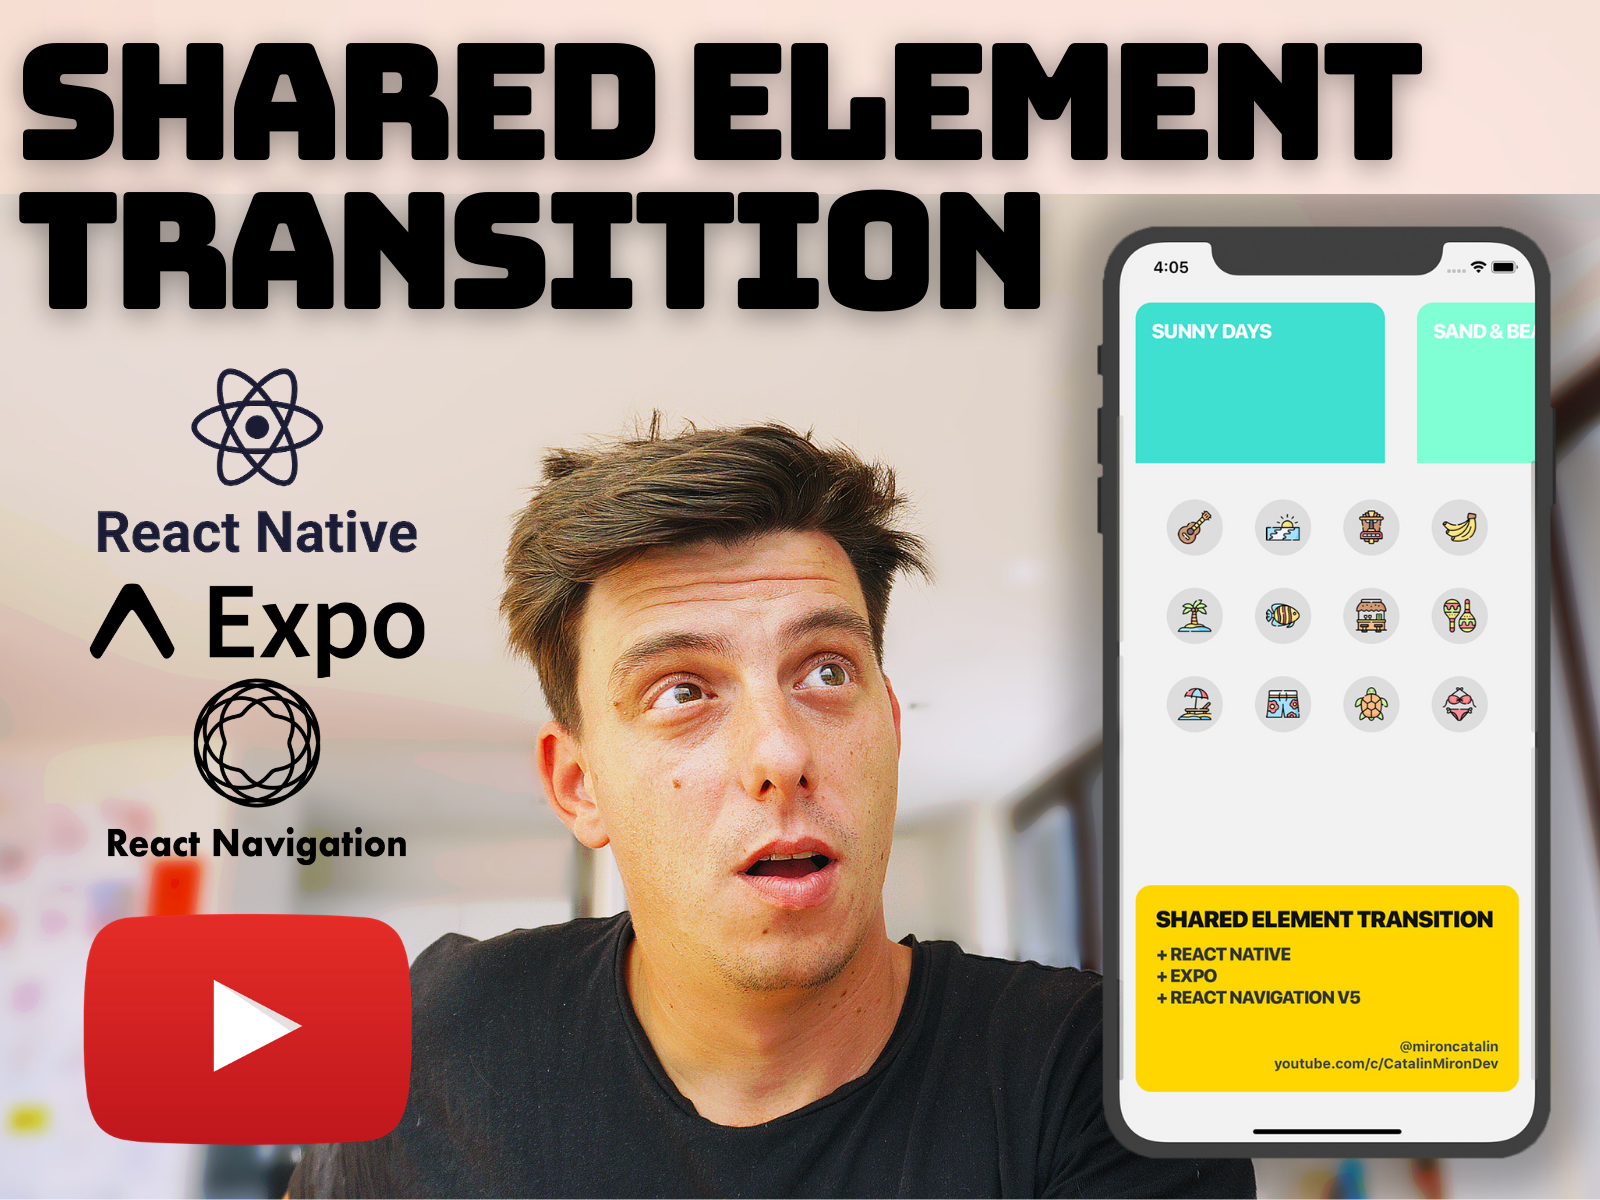 SHARED ELEMENT
TRANSITION
React Native
Expo
React Navigation
4:05
SUNNY DAYS
SAND & BEA
SHARED ELEMENT TRANSITION
+ REACT NATIVE
+ EXPO
+ REACT NAVIGATION V5
@mironcatalin
youtube.com/c/CatalinMironDev